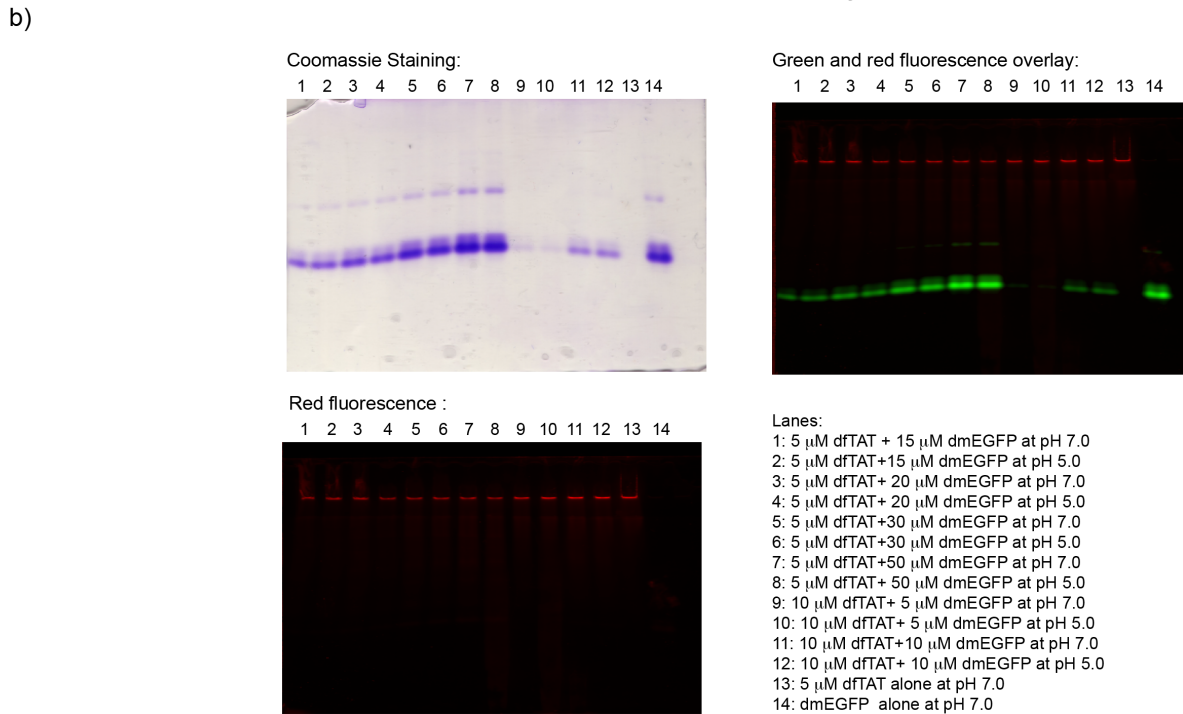 b)
Coomassie Staining:
1 2 3 4 5 6 7 8 9 10 11 12 13 14
Green and red fluorescence overlay:
1 2 3 4 5 6 7 8 9 10 11 12 13 14
Red fluorescence :
1 2 3 4 5 6 7 8 9 10 11 12 13 14
Lanes:
1: 5 μM dfTAT + 15 μM dmEGFP at pH 7.0
2: 5 μM dfTAT+15 μM dmEGFP at pH 5.0
3: 5 μM dfTAT+ 20 μM dmEGFP at pH 7.0
4: 5 μM dfTAT+ 20 μM dmEGFP at pH 5.0
5: 5 μM dfTAT+30 μM dmEGFP at pH 7.0
6: 5 μM dfTAT+30 μM dmEGFP at pH 5.0
7: 5 μM dfTAT+50 μM dmEGFP at pH 7.0
8: 5 μM dfTAT+ 50 μM dmEGFP at pH 5.0
9: 10 μM dfTAT+ 5 μM dmEGFP at pH 7.0
10: 10 μM dfTAT+ 5 μM dmEGFP at pH 5.0
11: 10 μM dfTAT+10 μM dmEGFP at pH 7.0
12: 10 μM dfTAT+ 10 μM dmEGFP at pH 5.0
13: 5 μM dfTAT alone at pH 7.0
14: dmEGFP alone at pH 7.0